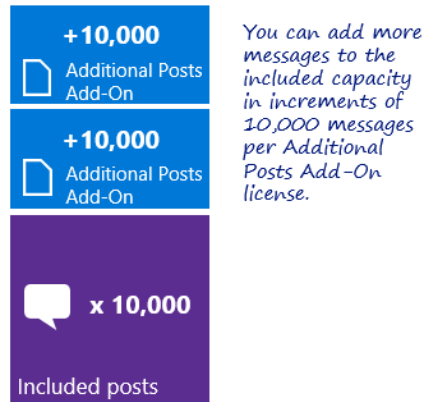 +10,000
Additional Posts
Add-On
+10,000
Additional Posts
Add-On
x 10,000
Included posts
You can add more
messages to the
included capacity
in increments of
10,000 messages
per Additional
Posts Add-On
license.